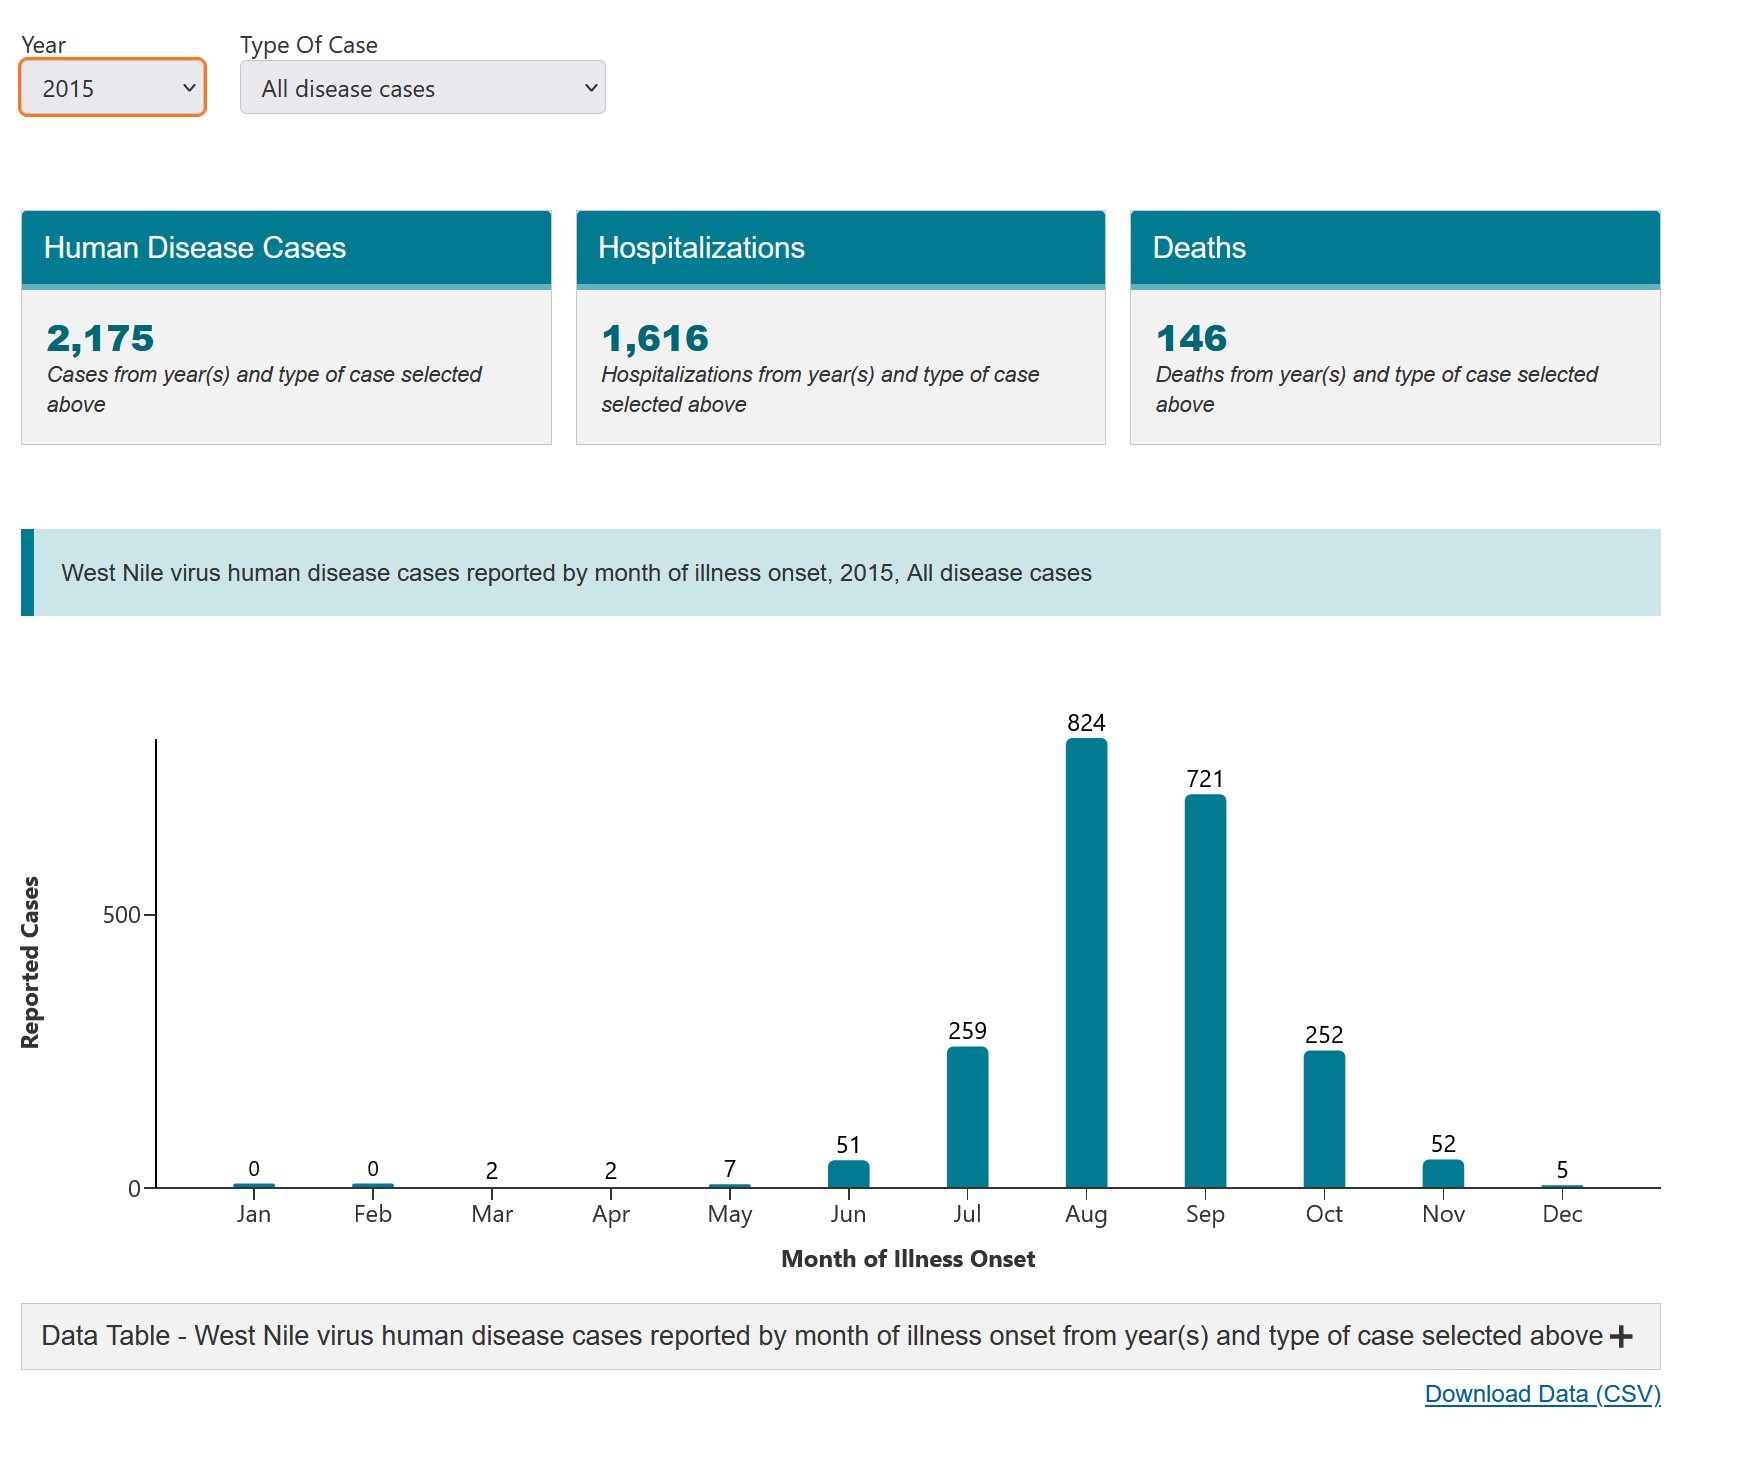 Year
Type Of Case
2015
All disease cases
Human Disease Cases
2,175
Cases from year(s) and type of case selected
above
Hospitalizations
1,616
Hospitalizations from year(s) and type of case
selected above
Deaths
146
Deaths from year(s) and type of case selected
above
West Nile virus human disease cases reported by month of illness onset, 2015, All disease cases
Reported Cases
500
0
0
0
2
2
7
51
259
824
721
252
52
5
Jan
Feb
Mar
Apr
May
Jun
Jul
Aug
Sep
Oct
Nov
Dec
Month of Illness Onset
Data Table - West Nile virus human disease cases reported by month of illness onset from year(s) and type of case selected above
Download Data (CSV)